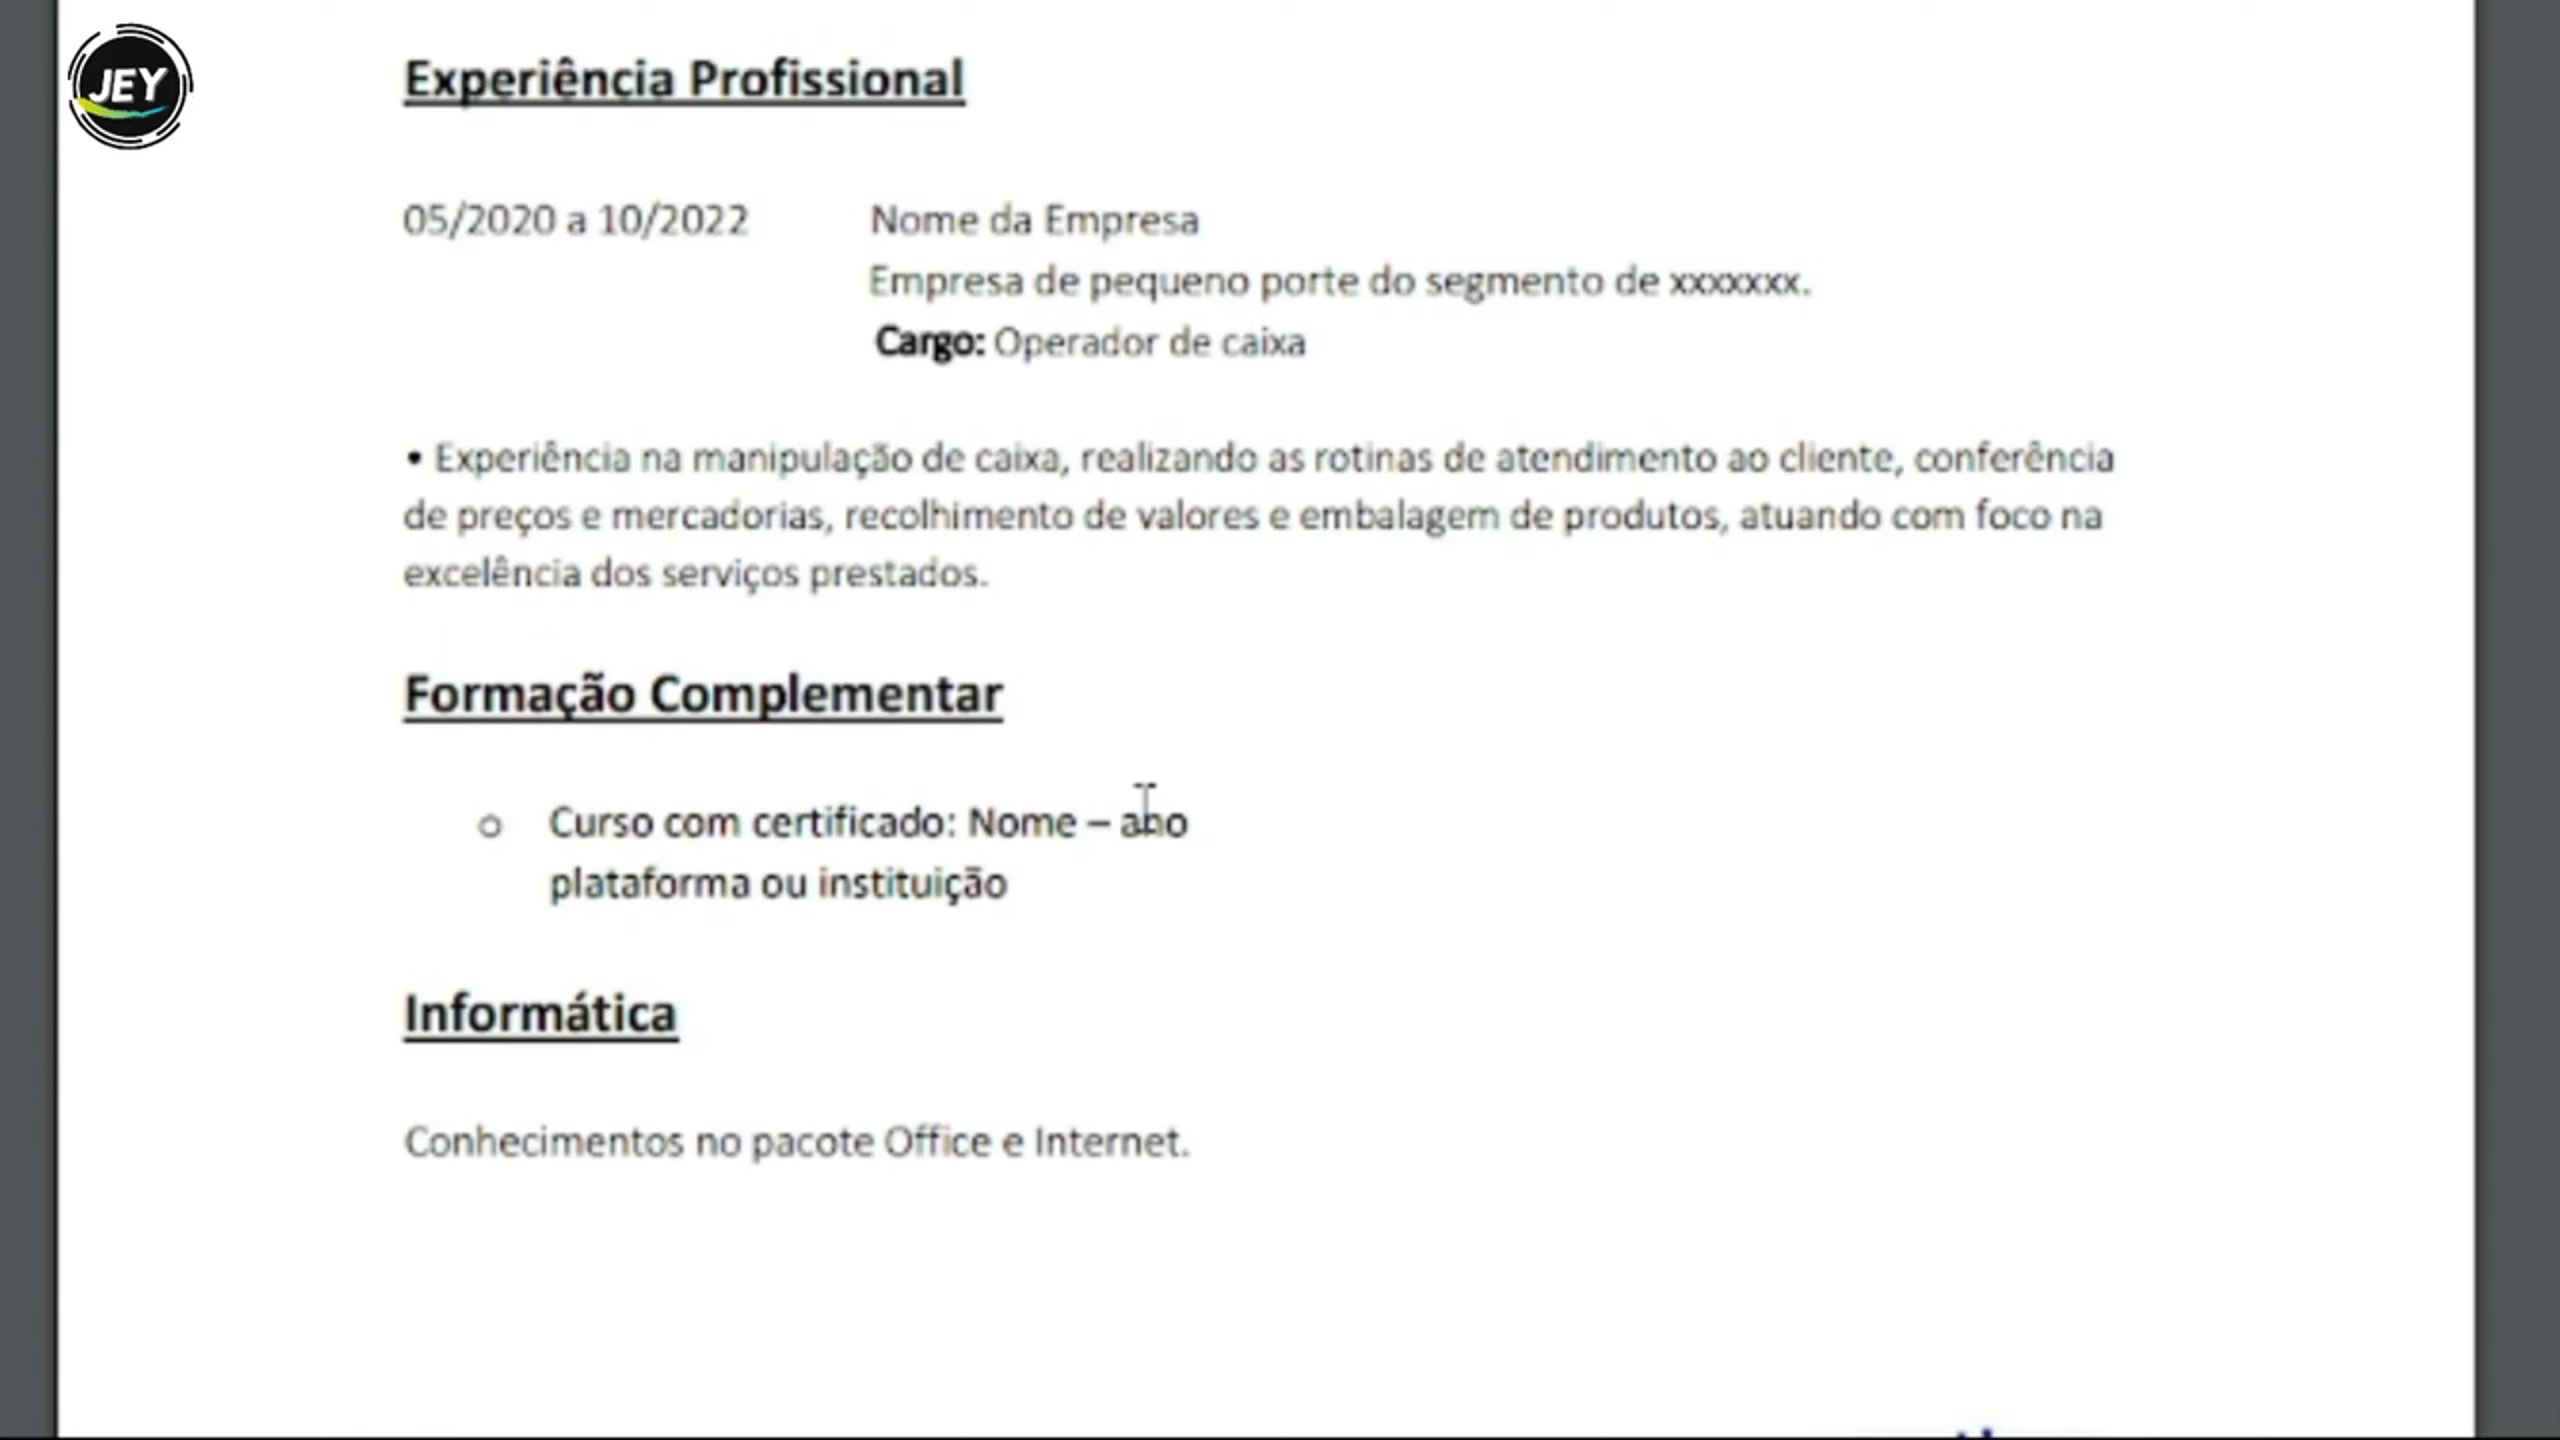 JEY
Experiência Profissional
05/2020 a 10/2022 Nome da Empresa
Empresa de pequeno porte do segmento de xxxxxxx.
Cargo: Operador de caixa
• Experiência na manipulação de caixa, realizando as rotinas de atendimento ao cliente, conferência
de preços e mercadorias, recolhimento de valores e embalagem de produtos, atuando com foco na
excelência dos serviços prestados.
Formação Complementar
o Curso com certificado: Nome – ano
plataforma ou instituição
Informática
Conhecimentos no pacote Office e Internet.